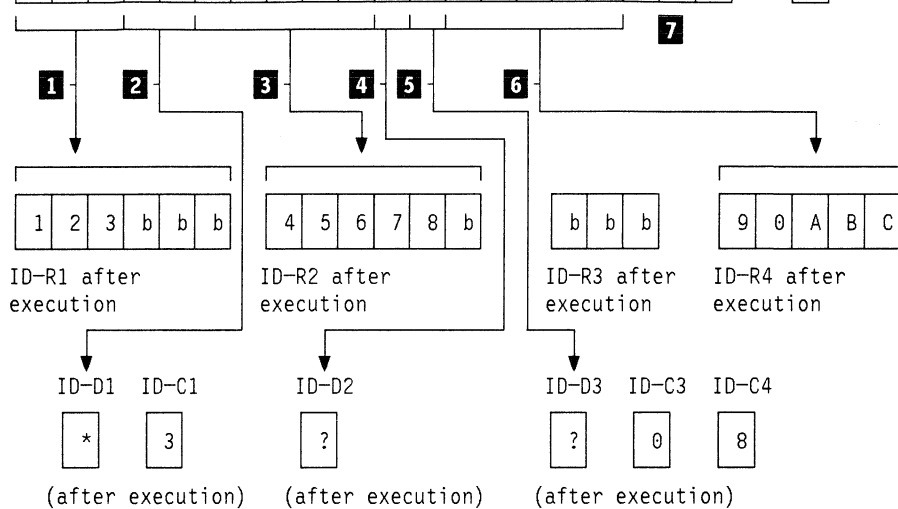 7
1 2 3 4 5 6
1 2 3 b b b 4 5 6 7 8 b b b b 9 0 A B C
ID-R1 after ID-R2 after ID-R3 after ID-R4 after
execution execution execution execution
ID-D1 ID-C1 ID-D2 ID-D3 ID-C3 ID-C4
* 3 ? ? 0 8
(after execution) (after execution) (after execution)